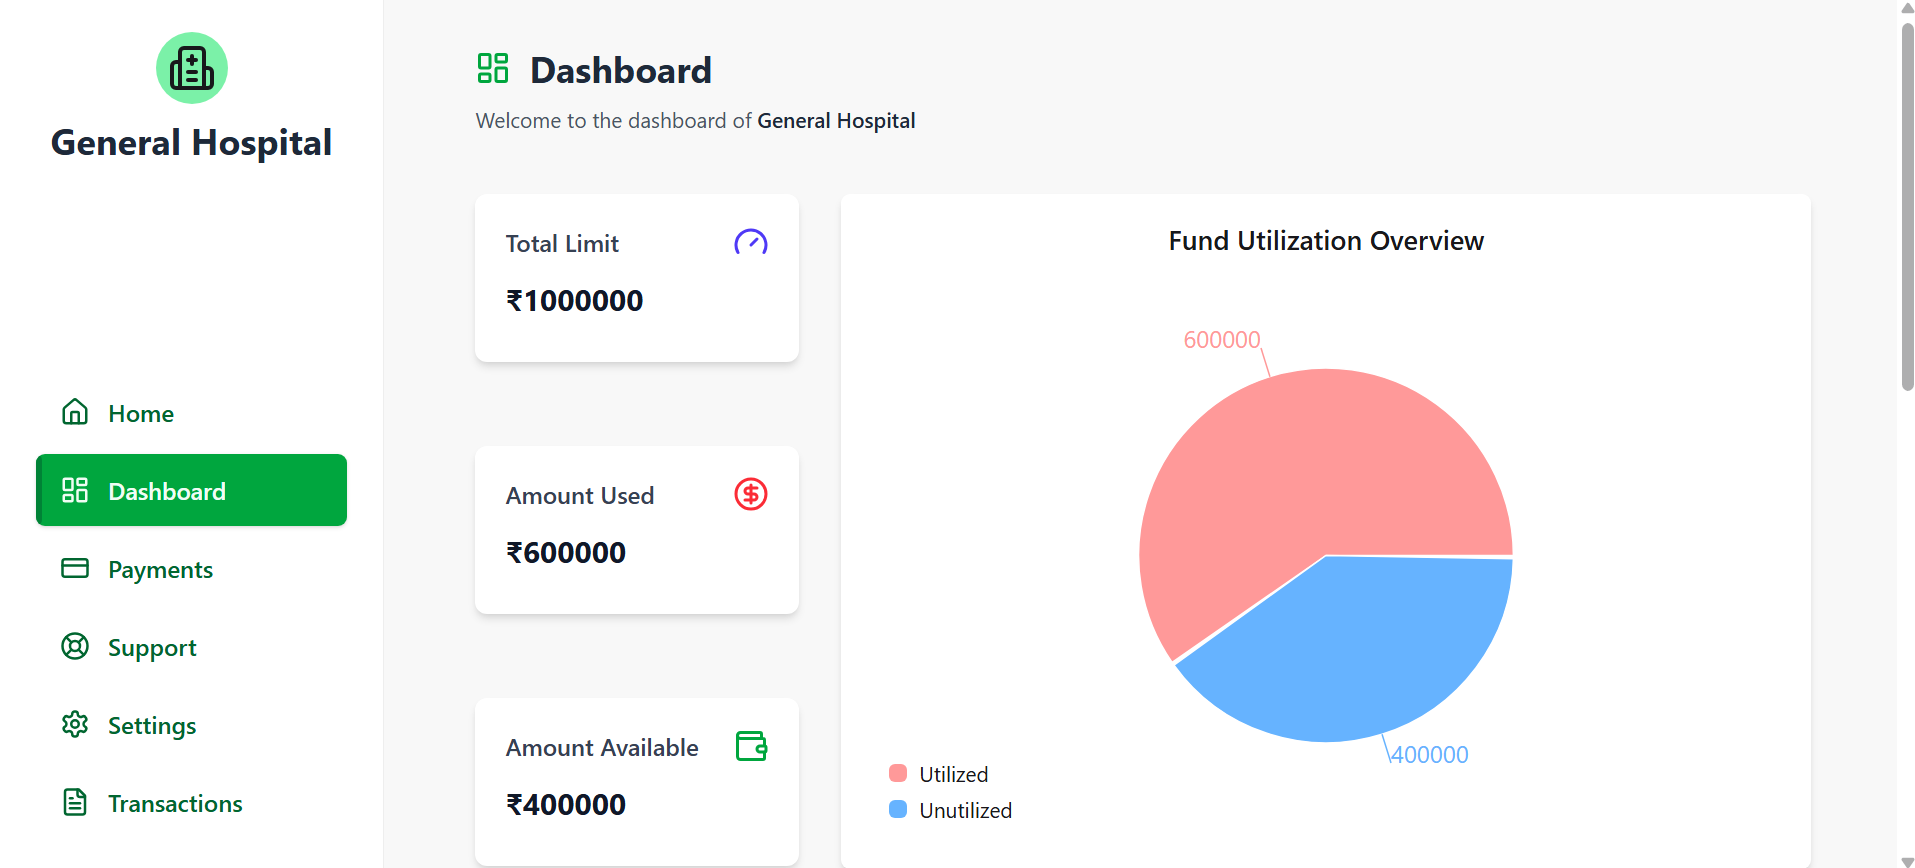 General Hospital
Home
Dashboard
Payments
Support
Settings
Transactions
Dashboard
Welcome to the dashboard of General Hospital
Total Limit
₹1000000
Amount Used
₹600000
Amount Available
₹400000
Fund Utilization Overview
600000
400000
Utilized
Unutilized